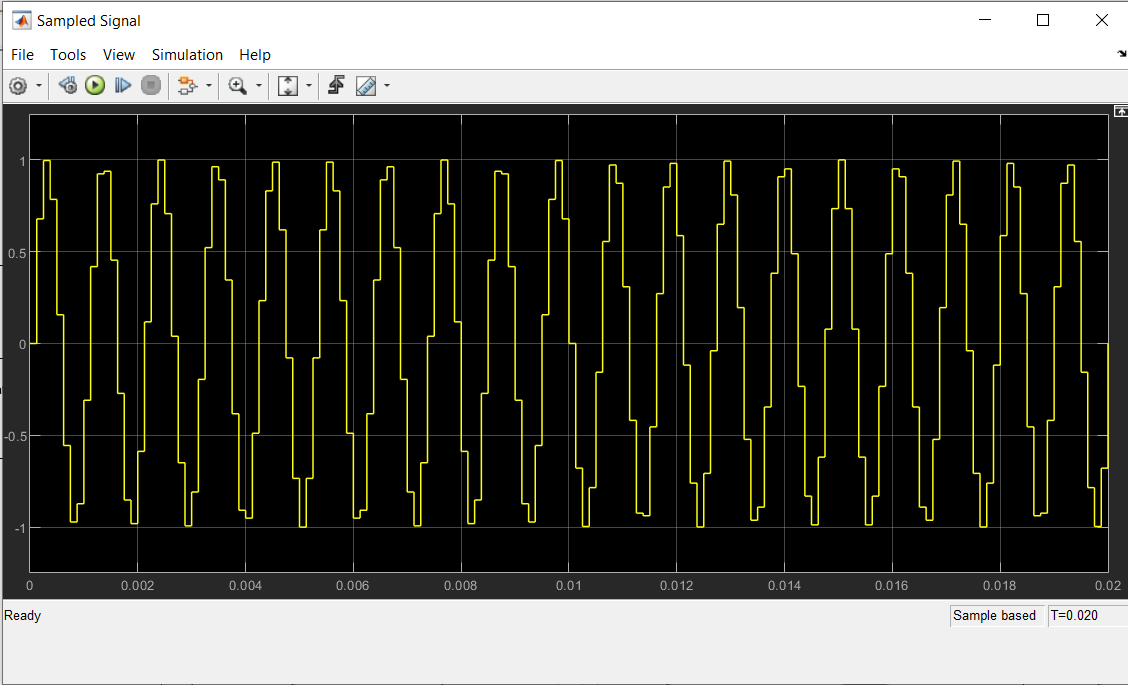 Sampled Signal
File Tools View Simulation Help
1
0.5
0
-0.5
-1
0 0.002 0.004 0.006 0.008 0.01 0.012 0.014 0.016 0.018 0.02
Ready Sample based T=0.020